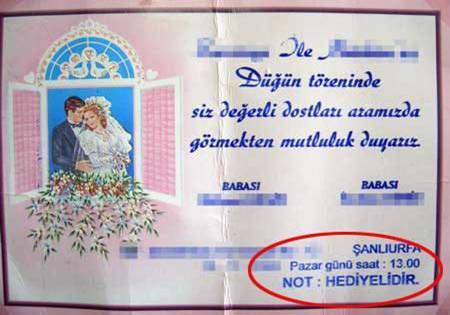 İle
Düğün töreninde
siz değerli dostları aramızda
görmekten mutluluk duyarız.
BABASI BABASI
ŞANLIURFA
Pazar günü saat : 13.00
NOT : HEDİYELİDİR.